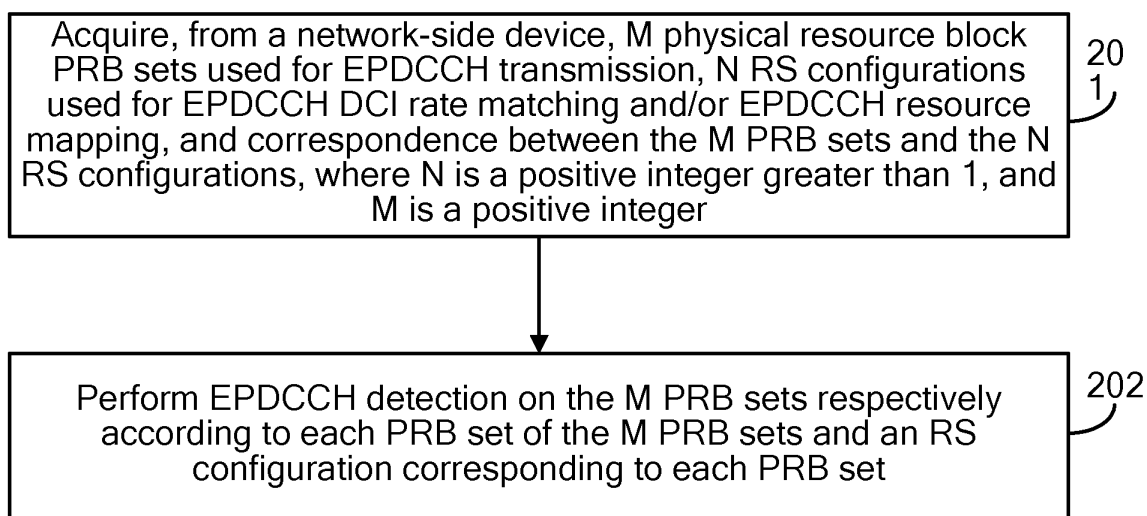 Acquire, from a network-side device, M physical resource block
PRB sets used for EPDCCH transmission, N RS configurations
used for EPDCCH DCI rate matching and/or EPDCCH resource
mapping, and correspondence between the M PRB sets and the N
RS configurations, where N is a positive integer greater than 1, and
M is a positive integer
20
1
Perform EPDCCH detection on the M PRB sets respectively
according to each PRB set of the M PRB sets and an RS
configuration corresponding to each PRB set
202